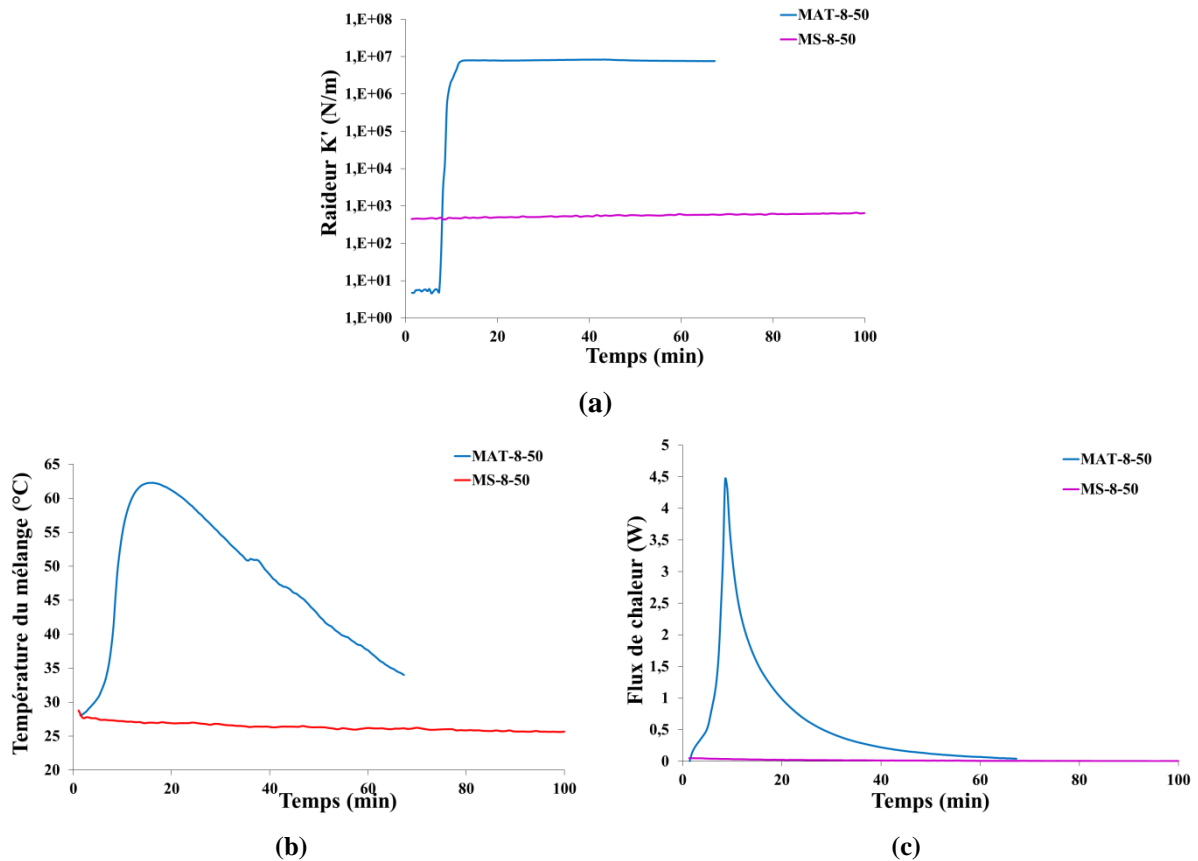 MAT-8-50
MS-8-50
Raideur K' (N/m)
1,E+08
1,E+07
1,E+06
1,E+05
1,E+04
1,E+03
1,E+02
1,E+01
1,E+00
0 20 40 60 80 100
Temps (min)
(a)
MAT-8-50
MS-8-50
Température du mélange (°C)
65
60
55
50
45
40
35
30
25
20
0 20 40 60 80 100
Temps (min)
(b)
MAT-8-50
MS-8-50
Flux de chaleur (W)
5
4,5
4
3,5
3
2,5
2
1,5
1
0,5
0
0 20 40 60 80 100
Temps (min)
(c)